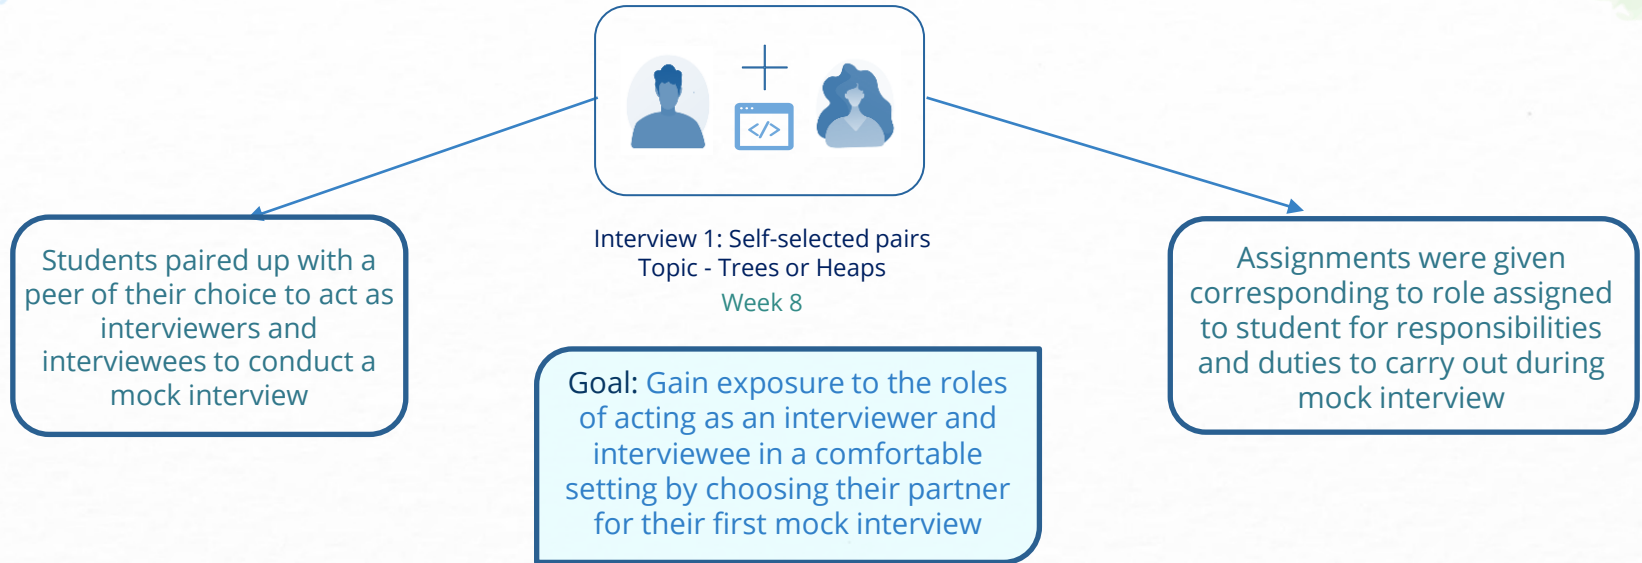 </>
Interview 1: Self-selected pairs
Topic - Trees or Heaps
Week 8
Students paired up with a
peer of their choice to act as
interviewers and
interviewees to conduct a
mock interview
Assignments were given
corresponding to role assigned
to student for responsibilities
and duties to carry out during
mock interview
Goal: Gain exposure to the roles
of acting as an interviewer and
interviewee in a comfortable
setting by choosing their partner
for their first mock interview